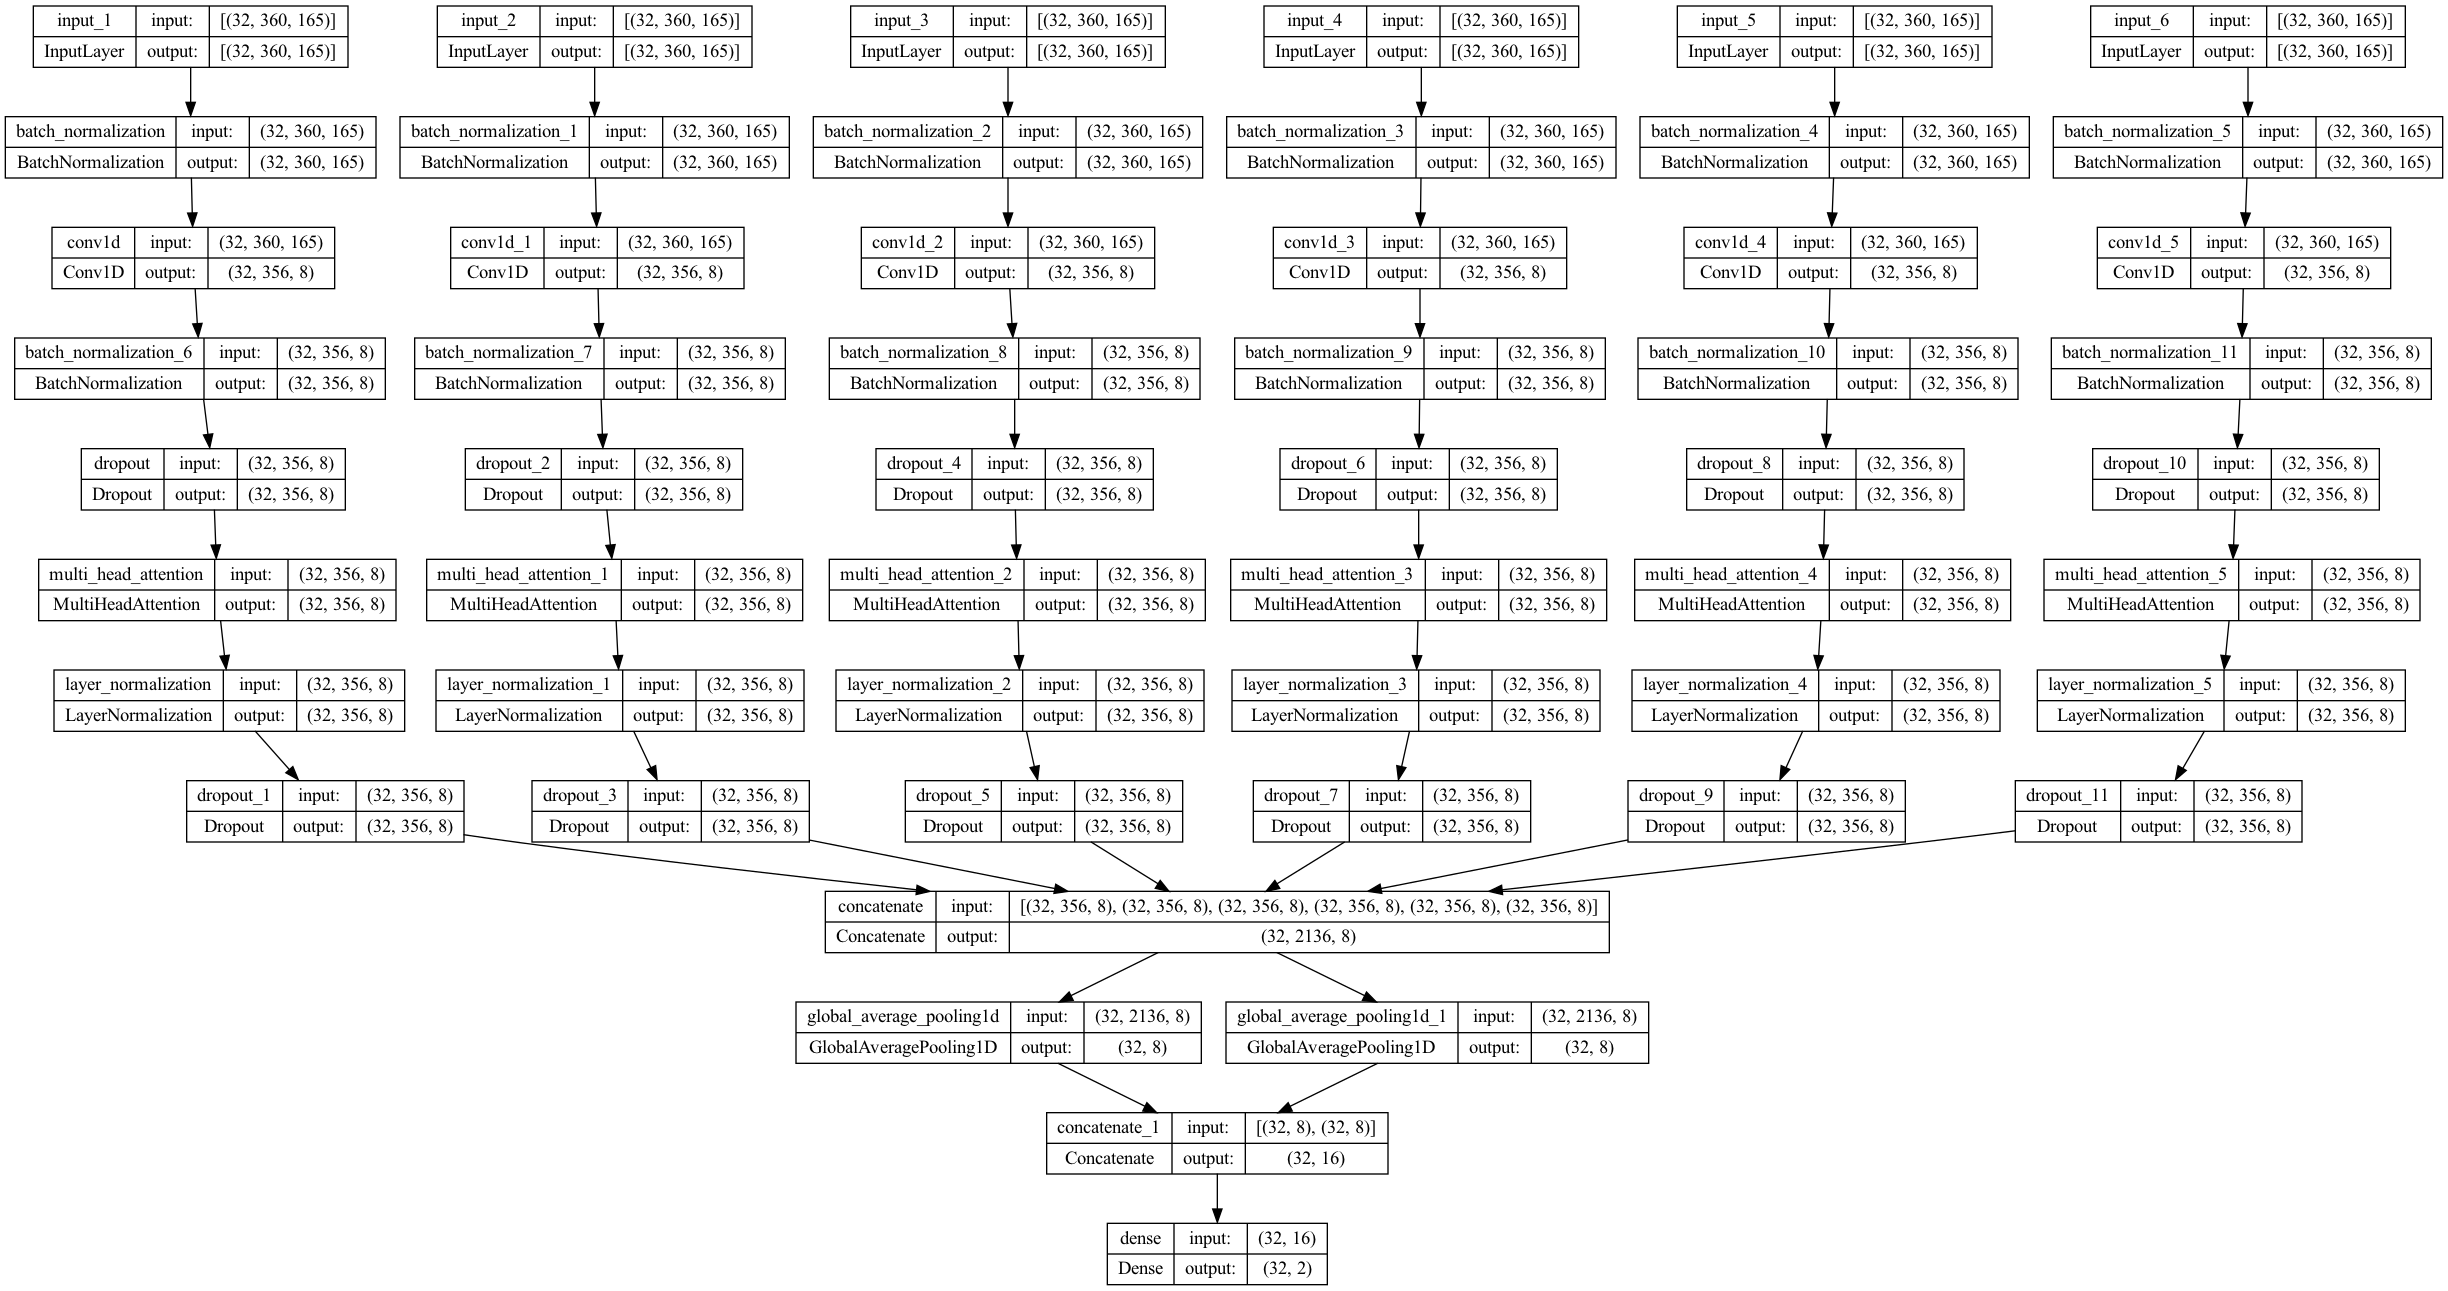 input_1 input: [(32, 360, 165)] input_2 input: [(32, 360, 165)] input_3 input: [(32, 360, 165)] input_4 input: [(32, 360, 165)] input_5 input: [(32, 360, 165)] input_6 input: [(32, 360, 165)]
InputLayer output: [(32, 360, 165)] InputLayer output: [(32, 360, 165)] InputLayer output: [(32, 360, 165)] InputLayer output: [(32, 360, 165)] InputLayer output: [(32, 360, 165)] InputLayer output: [(32, 360, 165)]
batch_normalization input: (32, 360, 165) batch_normalization_1 input: (32, 360, 165) batch_normalization_2 input: (32, 360, 165) batch_normalization_3 input: (32, 360, 165) batch_normalization_4 input: (32, 360, 165) batch_normalization_5 input: (32, 360, 165)
BatchNormalization output: (32, 360, 165) BatchNormalization output: (32, 360, 165) BatchNormalization output: (32, 360, 165) BatchNormalization output: (32, 360, 165) BatchNormalization output: (32, 360, 165) BatchNormalization output: (32, 360, 165)
conv1d input: (32, 360, 165) conv1d_1 input: (32, 360, 165) conv1d_2 input: (32, 360, 165) conv1d_3 input: (32, 360, 165) conv1d_4 input: (32, 360, 165) conv1d_5 input: (32, 360, 165)
Conv1D output: (32, 356, 8) Conv1D output: (32, 356, 8) Conv1D output: (32, 356, 8) Conv1D output: (32, 356, 8) Conv1D output: (32, 356, 8) Conv1D output: (32, 356, 8)
batch_normalization_6 input: (32, 356, 8) batch_normalization_7 input: (32, 356, 8) batch_normalization_8 input: (32, 356, 8) batch_normalization_9 input: (32, 356, 8) batch_normalization_10 input: (32, 356, 8) batch_normalization_11 input: (32, 356, 8)
BatchNormalization output: (32, 356, 8) BatchNormalization output: (32, 356, 8) BatchNormalization output: (32, 356, 8) BatchNormalization output: (32, 356, 8) BatchNormalization output: (32, 356, 8) BatchNormalization output: (32, 356, 8)
dropout input: (32, 356, 8) dropout_2 input: (32, 356, 8) dropout_4 input: (32, 356, 8) dropout_6 input: (32, 356, 8) dropout_8 input: (32, 356, 8) dropout_10 input: (32, 356, 8)
Dropout output: (32, 356, 8) Dropout output: (32, 356, 8) Dropout output: (32, 356, 8) Dropout output: (32, 356, 8) Dropout output: (32, 356, 8) Dropout output: (32, 356, 8)
multi_head_attention input: (32, 356, 8) multi_head_attention_1 input: (32, 356, 8) multi_head_attention_2 input: (32, 356, 8) multi_head_attention_3 input: (32, 356, 8) multi_head_attention_4 input: (32, 356, 8) multi_head_attention_5 input: (32, 356, 8)
MultiHeadAttention output: (32, 356, 8) MultiHeadAttention output: (32, 356, 8) MultiHeadAttention output: (32, 356, 8) MultiHeadAttention output: (32, 356, 8) MultiHeadAttention output: (32, 356, 8) MultiHeadAttention output: (32, 356, 8)
layer_normalization input: (32, 356, 8) layer_normalization_1 input: (32, 356, 8) layer_normalization_2 input: (32, 356, 8) layer_normalization_3 input: (32, 356, 8) layer_normalization_4 input: (32, 356, 8) layer_normalization_5 input: (32, 356, 8)
LayerNormalization output: (32, 356, 8) LayerNormalization output: (32, 356, 8) LayerNormalization output: (32, 356, 8) LayerNormalization output: (32, 356, 8) LayerNormalization output: (32, 356, 8) LayerNormalization output: (32, 356, 8)
dropout_1 input: (32, 356, 8) dropout_3 input: (32, 356, 8) dropout_5 input: (32, 356, 8) dropout_7 input: (32, 356, 8) dropout_9 input: (32, 356, 8) dropout_11 input: (32, 356, 8)
Dropout output: (32, 356, 8) Dropout output: (32, 356, 8) Dropout output: (32, 356, 8) Dropout output: (32, 356, 8) Dropout output: (32, 356, 8) Dropout output: (32, 356, 8)
concatenate input: [(32, 356, 8), (32, 356, 8), (32, 356, 8), (32, 356, 8), (32, 356, 8), (32, 356, 8)]
Concatenate output: (32, 2136, 8)
global_average_pooling1d input: (32, 2136, 8) global_average_pooling1d_1 input: (32, 2136, 8)
GlobalAveragePooling1D output: (32, 8) GlobalAveragePooling1D output: (32, 8)
concatenate_1 input: [(32, 8), (32, 8)]
Concatenate output: (32, 16)
dense input: (32, 16)
Dense output: (32, 2)